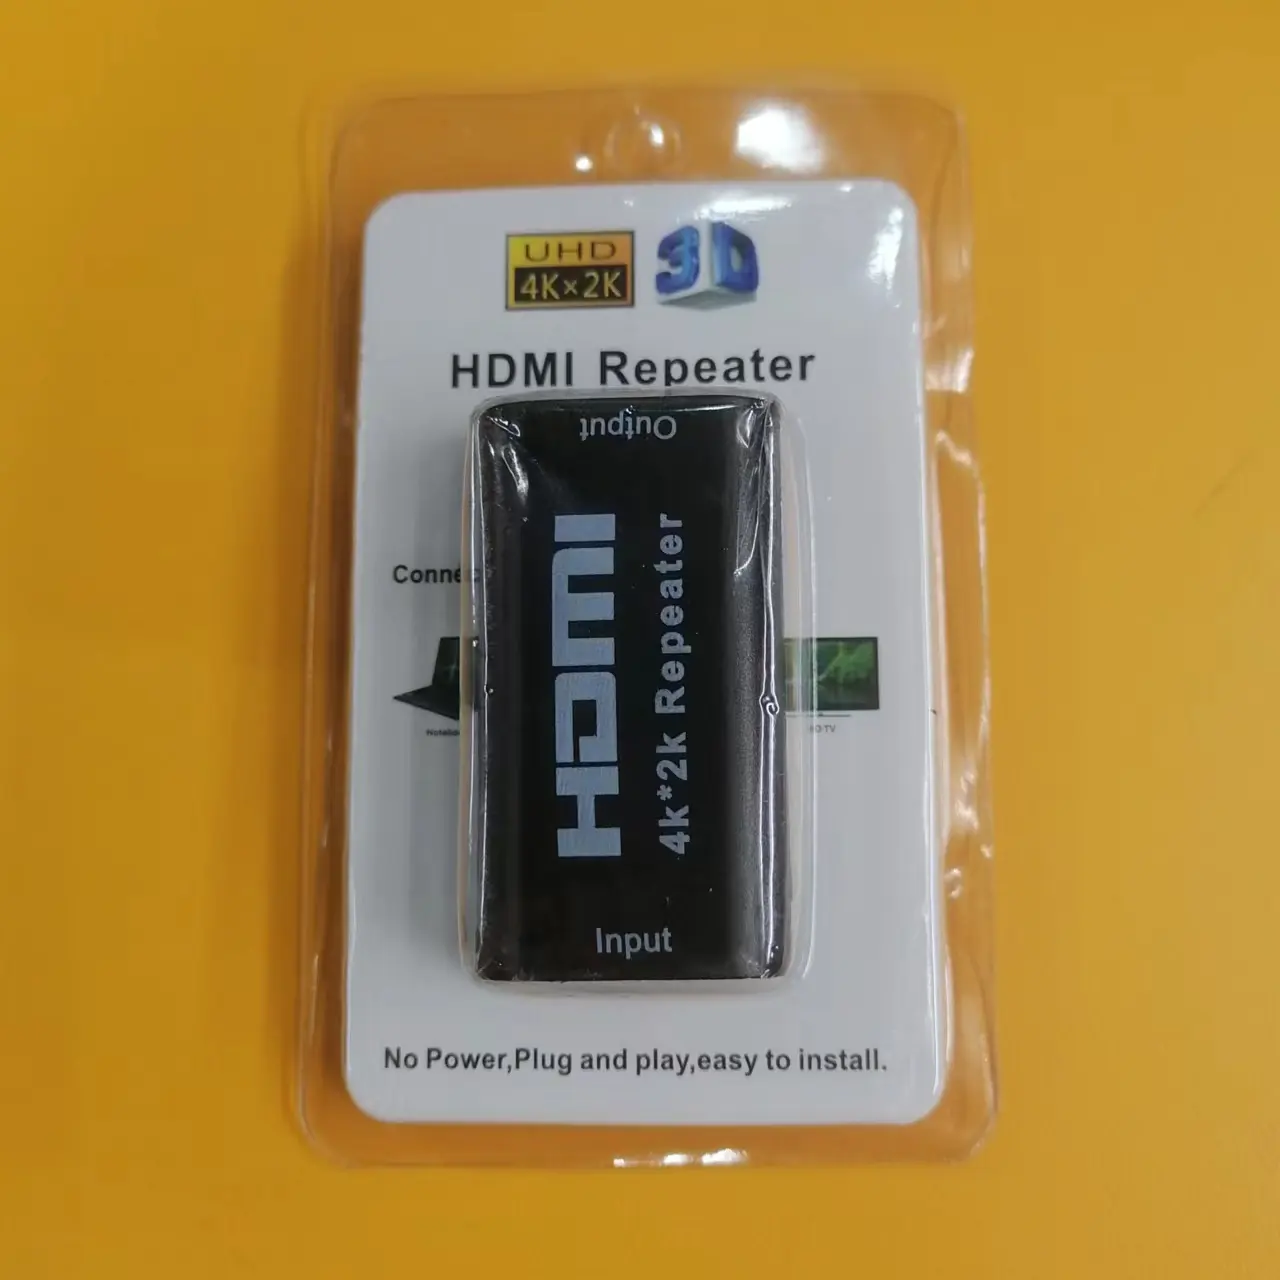 UHD
4K×2K
3D
HDMI Repeater
Output
HDMI
4k*2k Repeater
Input
No Power,Plug and play,easy to install.